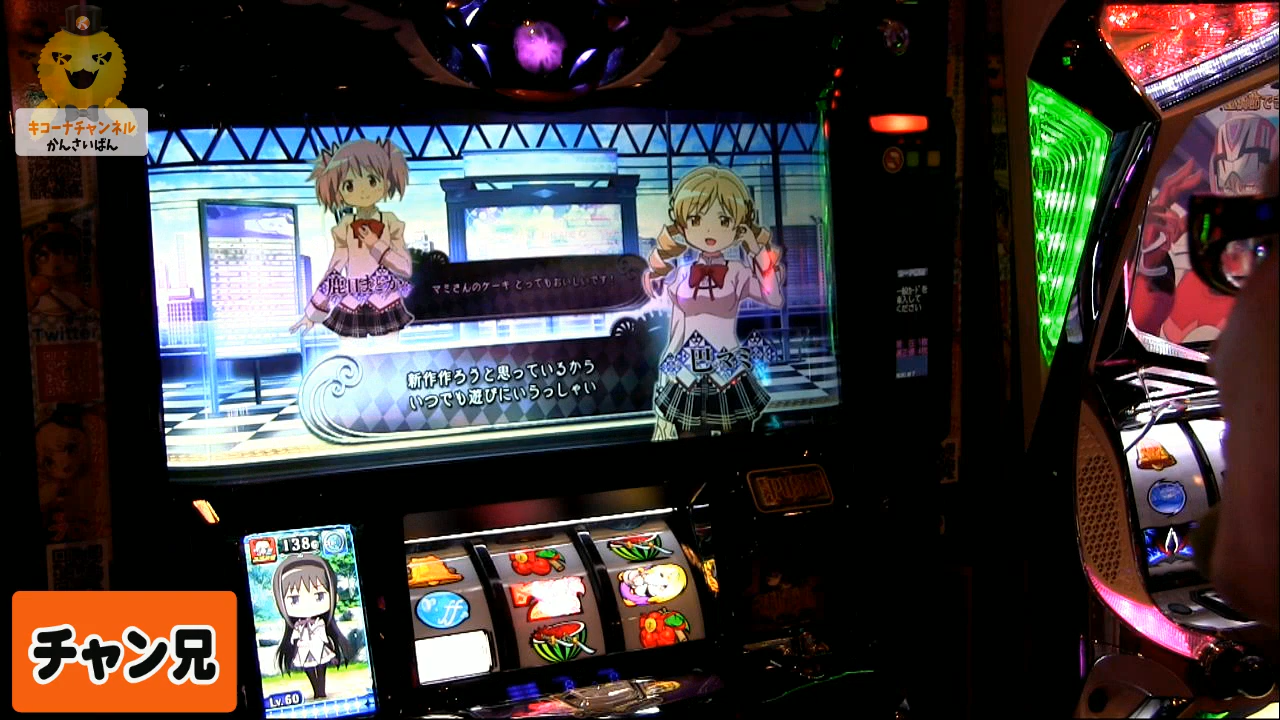 キコーナチャンネル
かんさいばん
鹿目まどか
マミさんのケーキ とってもおいしいです!
巴マミ
新作作ろうと思っているから
いつでも遊びにいらっしゃい
Twitter
138
Lv.60
チャン兄